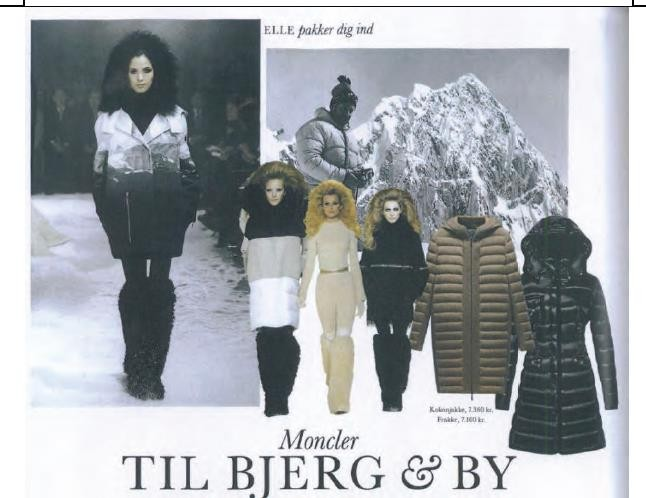 ELLE pakker dig ind
Kokonjakke, 7.380 kr.
Frakke, 7.160 kr.
Moncler
TIL BJERG & BY